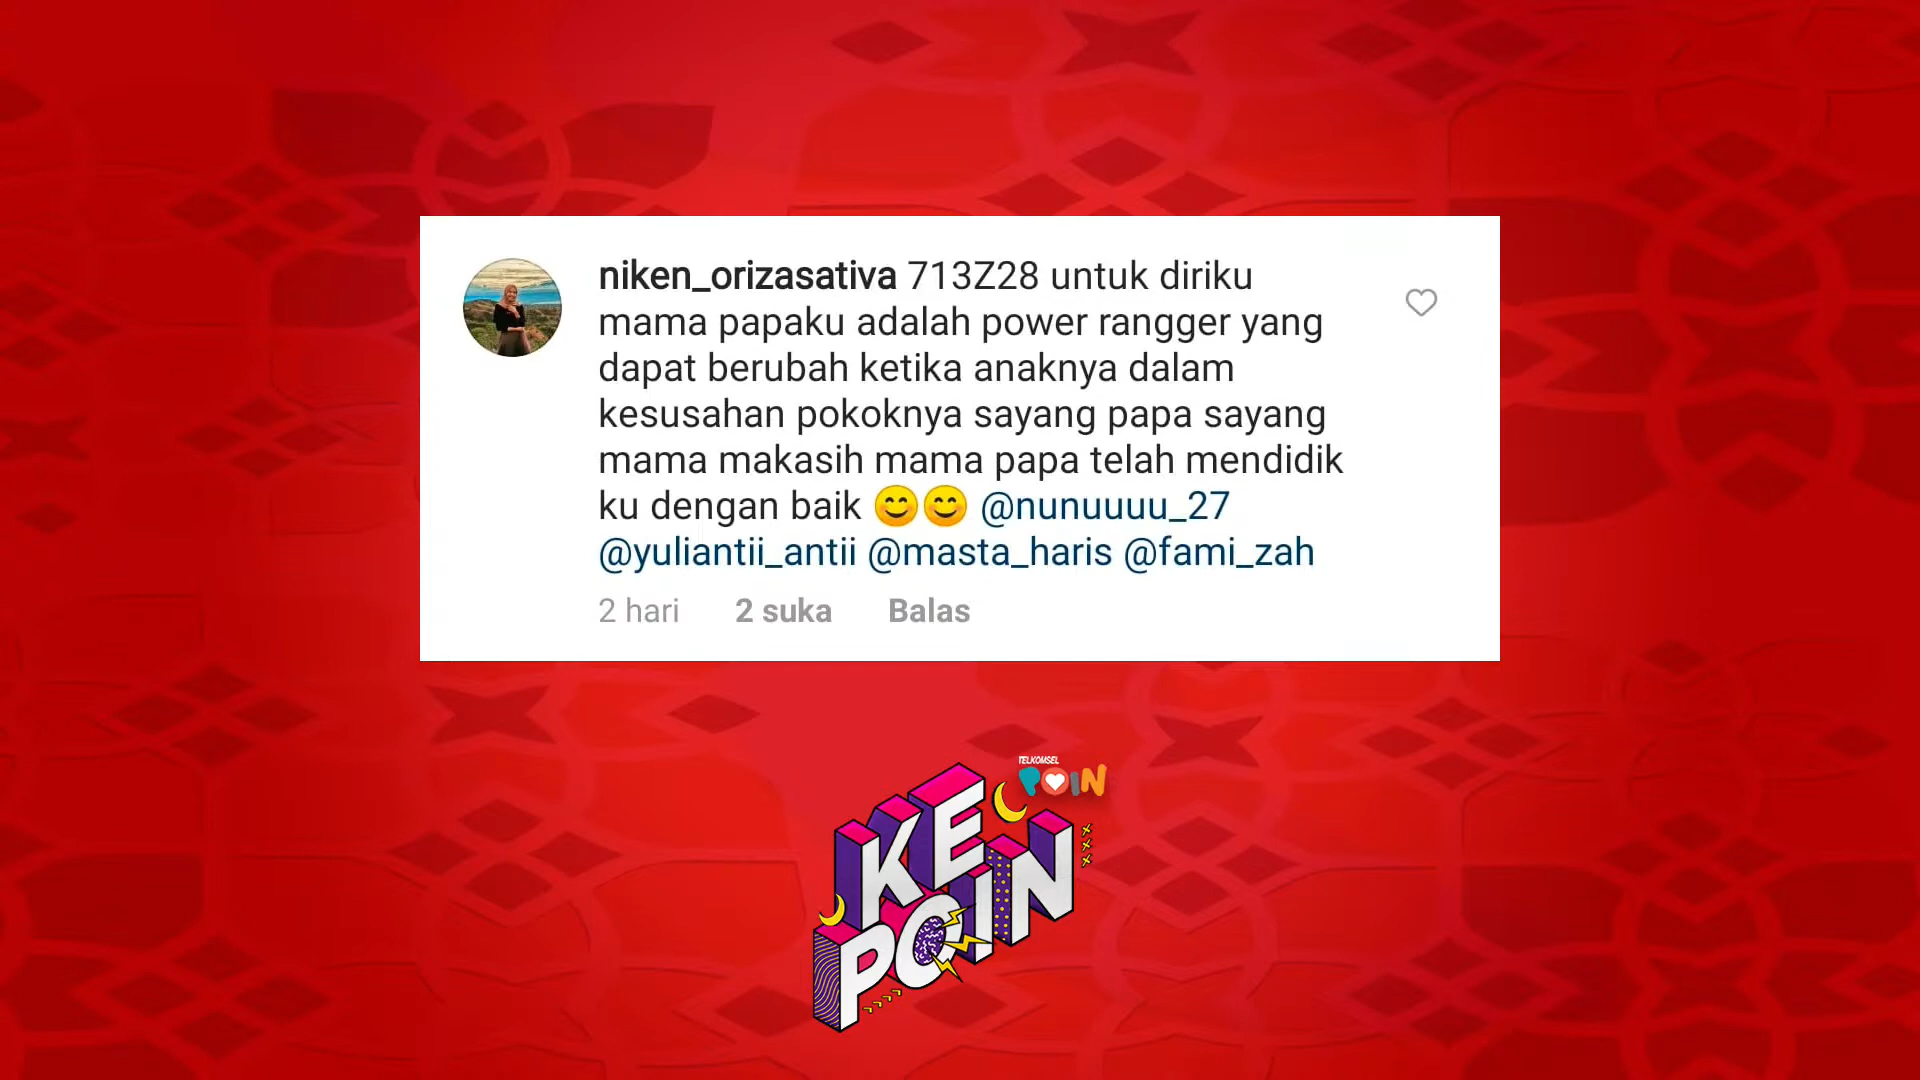 niken_orizasativa 713Z28 untuk diriku
mama papaku adalah power rangger yang
dapat berubah ketika anaknya dalam
kesusahan pokoknya sayang papa sayang
mama makasih mama papa telah mendidik
ku dengan baik 😊😊 @nunuuuu_27
@yuliantii_antii @masta_haris @fami_zah
2 hari 2 suka Balas
TELKOMSEL
POIN
KE
POIN